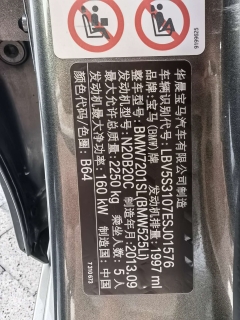 华晨宝马汽车有限公司制造
车辆识别代号: LBV5S3107ESJ01576
品牌: 宝马(BMW)牌 发动机排量: 1997 ml
整车型号: BMW7201JL(BMW525Li)
发动机型号: N20B20C 制造年月: 2013.09
最大允许总质量: 2250 kg 乘坐人数: 5人
发动机最大净功率: 160 kW 制造国: 中国
颜色代码(色圈): B64